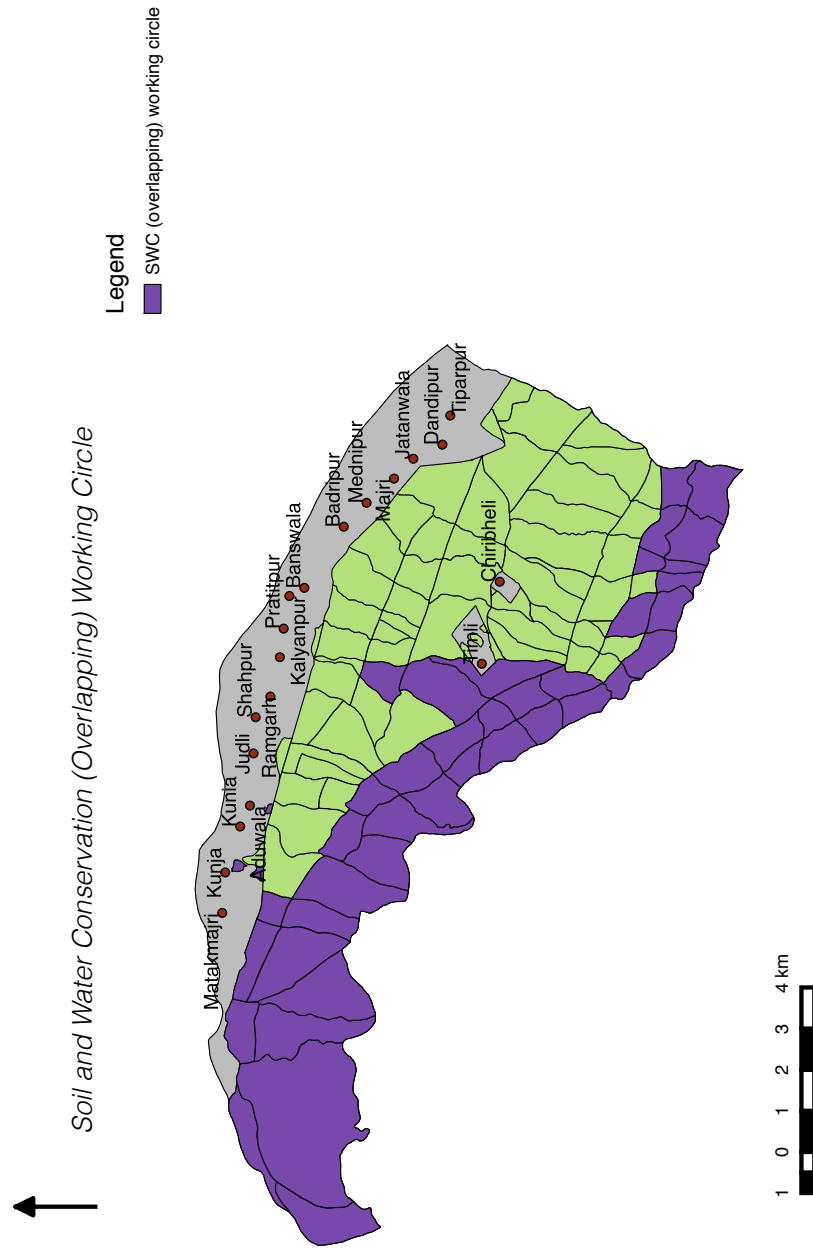 Soil and Water Conservation (Overlapping) Working Circle
Legend
SWC (overlapping) working circle
Matakmajri
Kunja
Aduwala
Kunia
Judli
Ramgarh
Shahpur
Kalyanpur
Pratitpur
Banswala
Badripur
Mednipur
Majri
Jatanwala
Dandipur
Tiparpur
Timli
Chiribheli
1 0 1 2 3 4 km